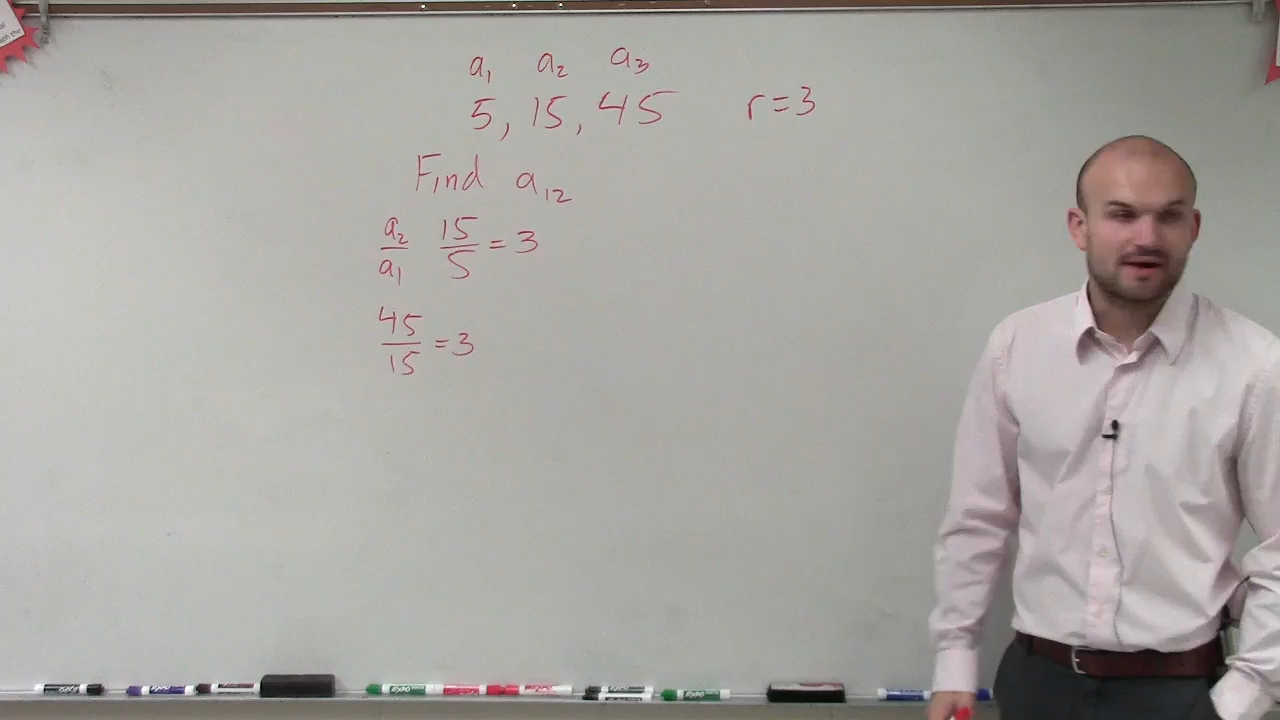 a₁ a₂ a₃
5, 15, 45 r=3
Find a₁₂
a₂/a₁ 15/5 = 3
45/15 = 3